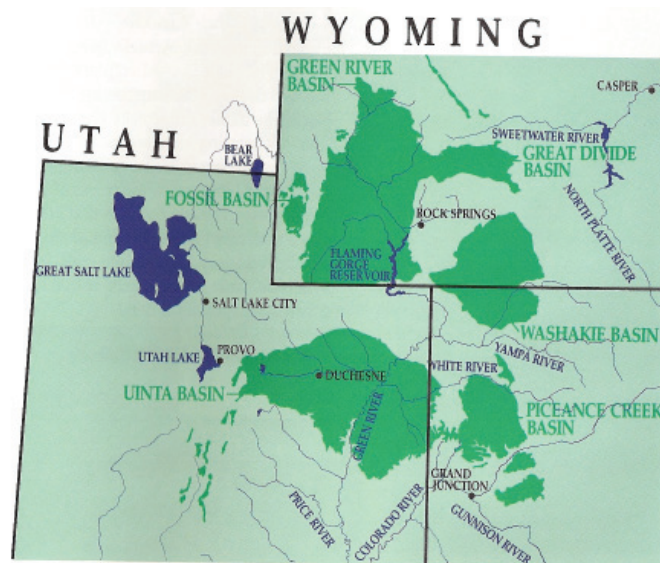 WYOMING
GREEN RIVER
BASIN
CASPER
SWEETWATER RIVER
GREAT DIVIDE
BASIN
UTAH
BEAR
LAKE
FOSSIL BASIN
ROCK SPRINGS
NORTH PLATTE RIVER
FLAMING
GORGE
RESERVOIR
GREAT SALT LAKE
SALT LAKE CITY
WASHAKIE BASIN
UTAH LAKE
PROVO
YAMPA RIVER
WHITE RIVER
DUCHESNE
UINTA BASIN
GREEN RIVER
PICEANCE CREEK
BASIN
GRAND
JUNCTION
PRICE RIVER
COLORADO RIVER
GUNNISON RIVER